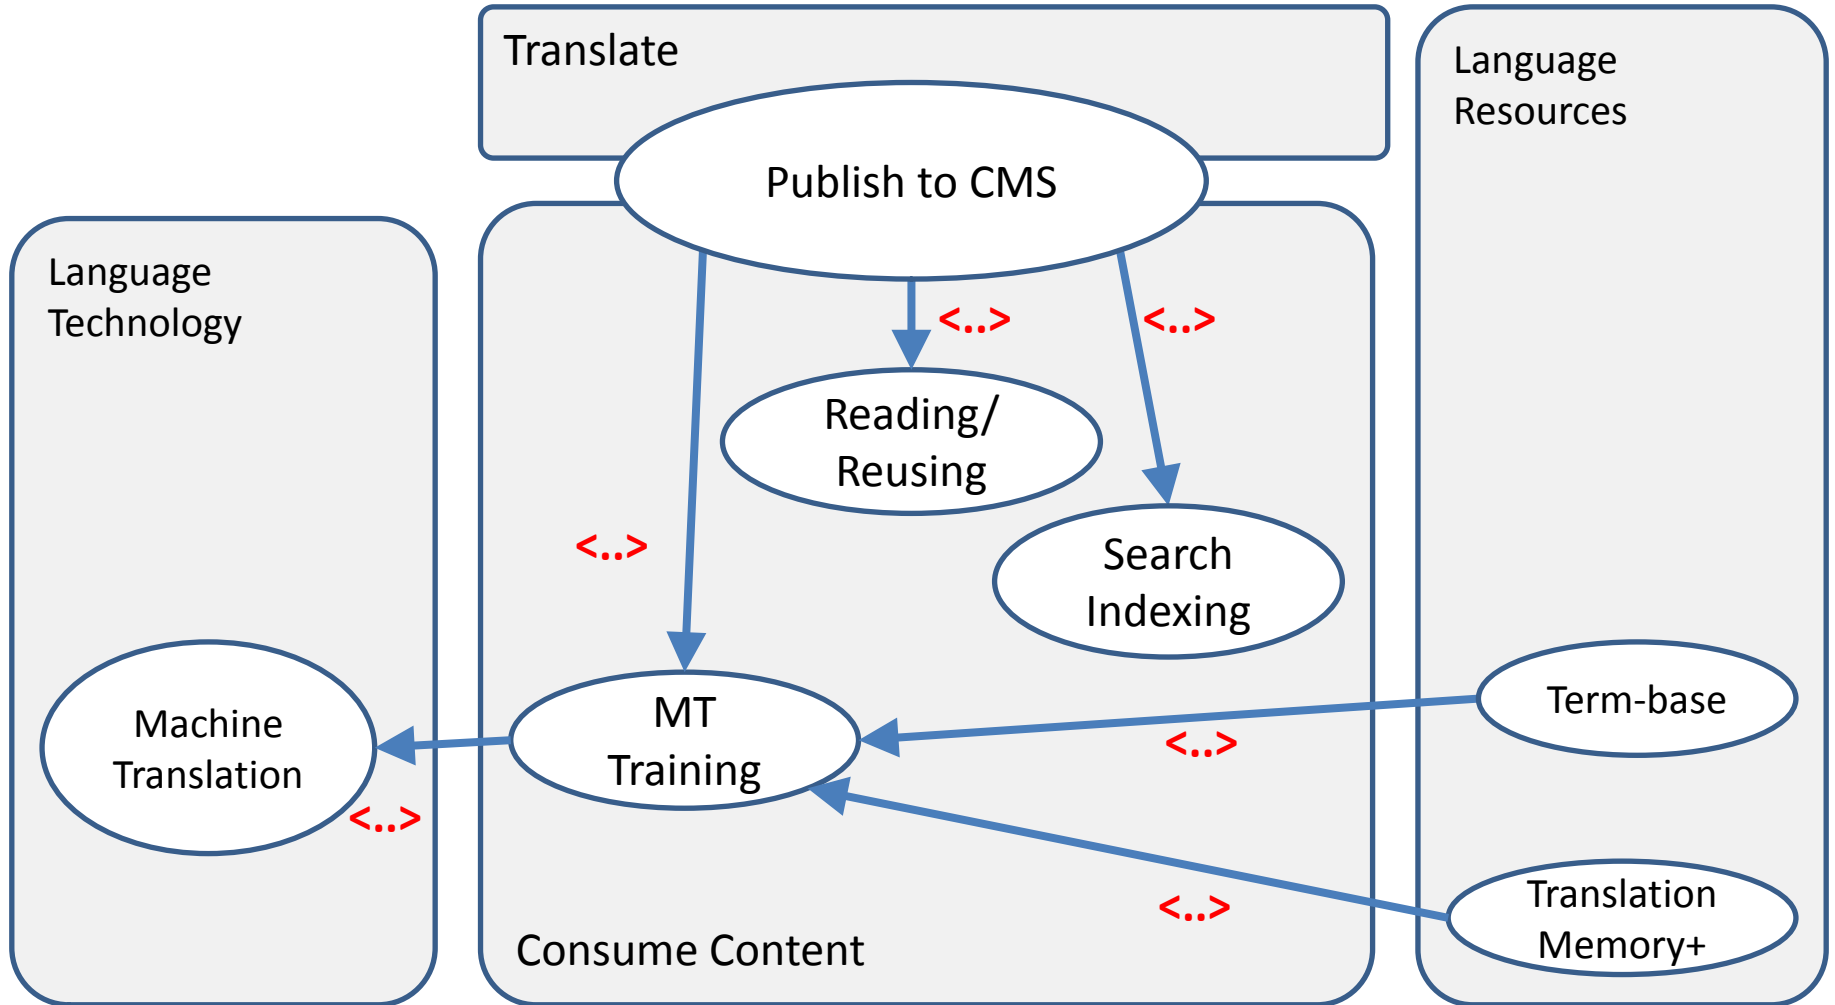 Translate
Language
Resources
Publish to CMS
Language
Technology
<..>
<..>
Reading/
Reusing
<..>
Search
Indexing
Machine
Translation
MT
Training
Term-base
<..>
<..>
<..>
Translation
Memory+
Consume Content